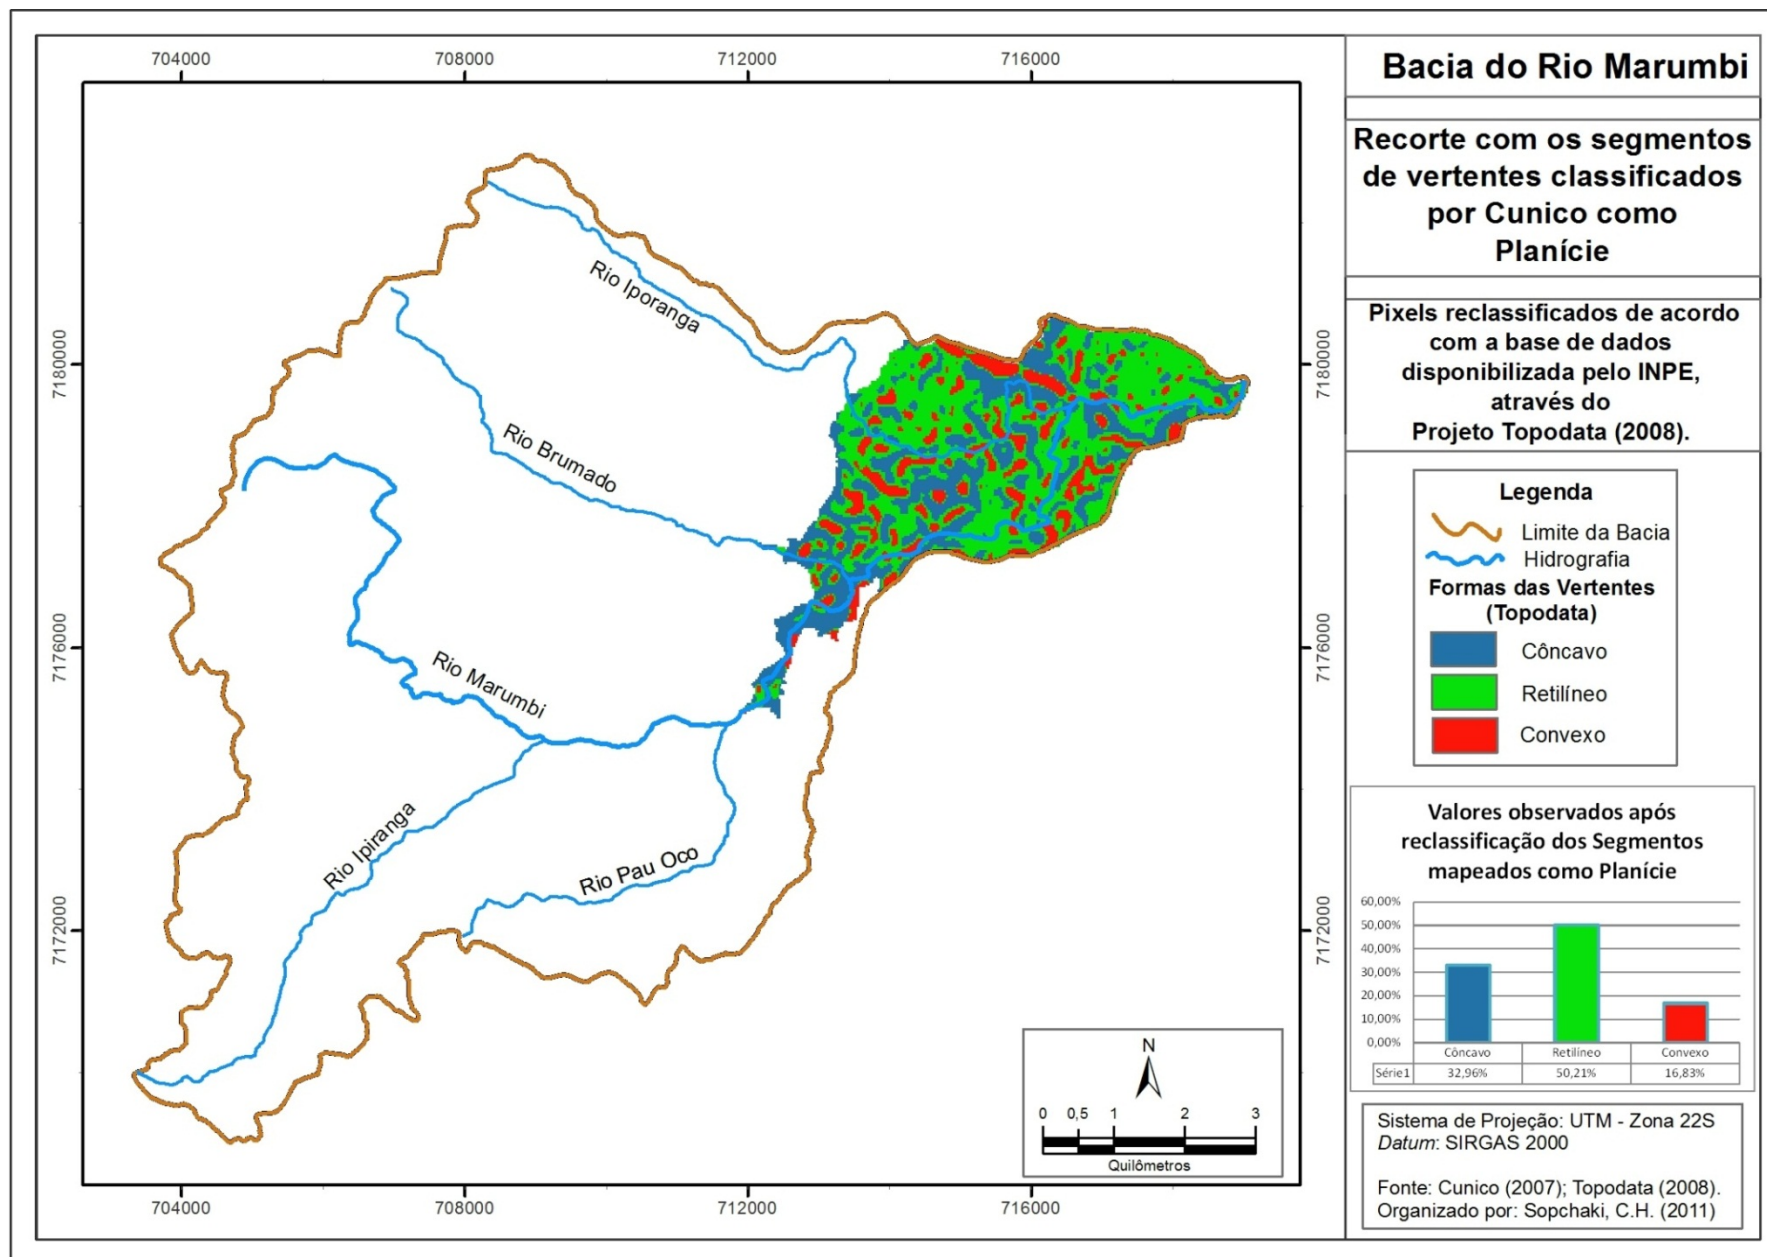 704000
708000
712000
716000
7180000
7176000
7172000
7180000
7176000
7172000
704000
708000
712000
716000
Rio Iporanga
Rio Brumado
Rio Marumbi
Rio Ipiranga
Rio Pau Oco
N
0 0,5 1 2 3
Quilômetros
Bacia do Rio Marumbi
Recorte com os segmentos
de vertentes classificados
por Cunico como
Planície
Pixels reclassificados de acordo
com a base de dados
disponibilizada pelo INPE,
através do
Projeto Topodata (2008).
Legenda
Limite da Bacia
Hidrografia
Formas das Vertentes
(Topodata)
Côncavo
Retilíneo
Convexo
Valores observados após
reclassificação dos Segmentos
mapeados como Planície
60,00%
50,00%
40,00%
30,00%
20,00%
10,00%
0,00%
Côncavo Retilíneo Convexo
Série1 32,96% 50,21% 16,83%
Sistema de Projeção: UTM - Zona 22S
Datum: SIRGAS 2000
Fonte: Cunico (2007); Topodata (2008).
Organizado por: Sopchaki, C.H. (2011)